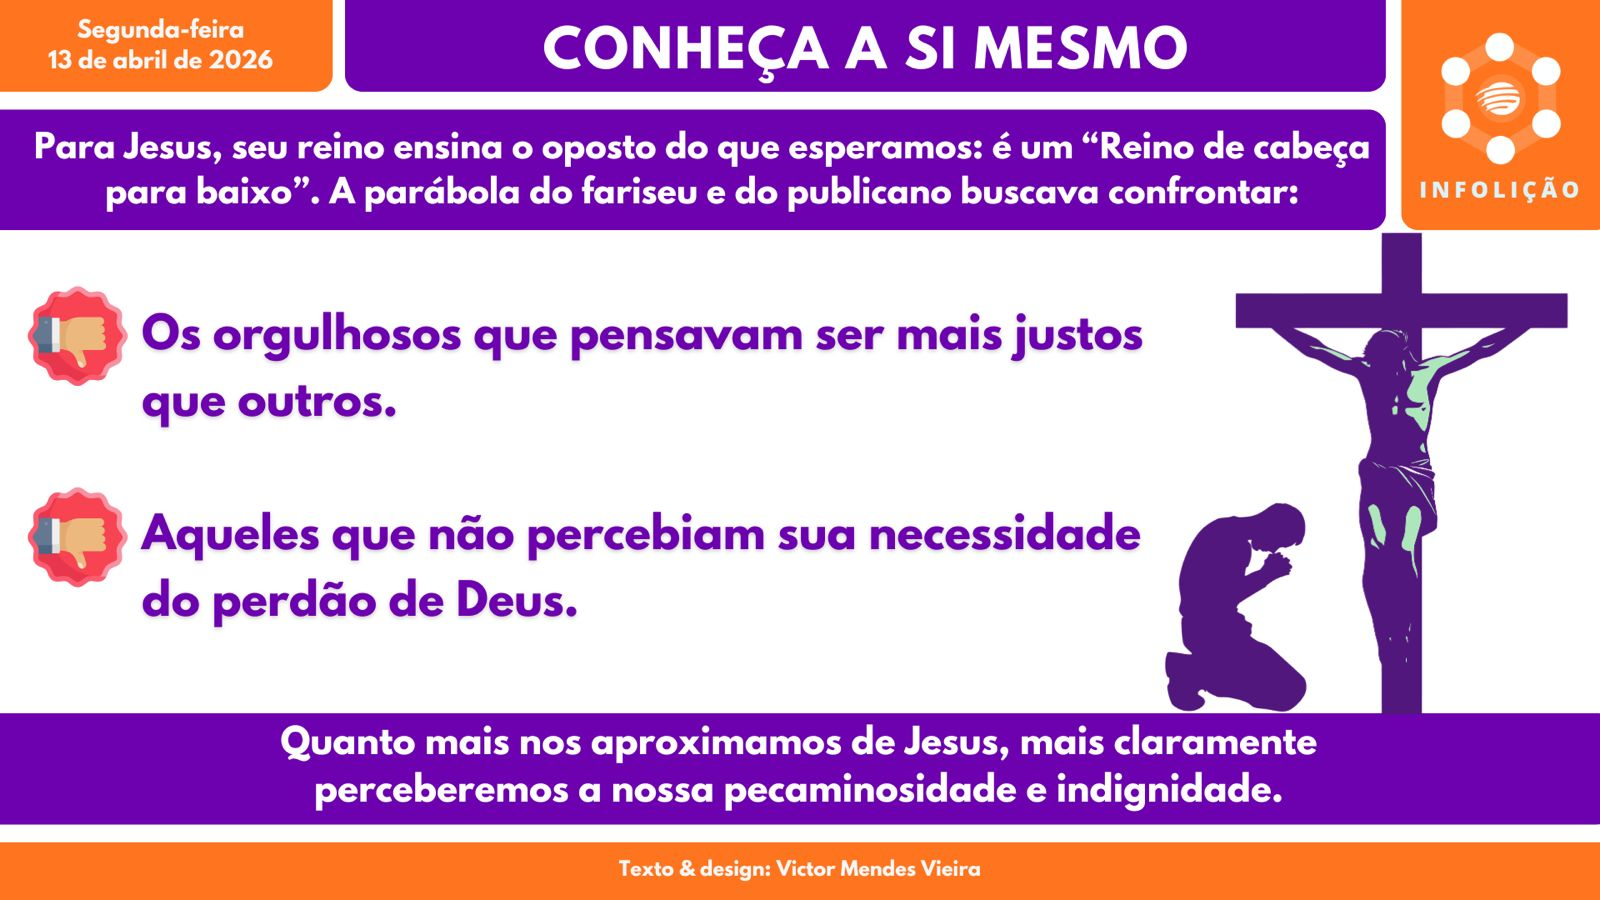 Segunda-feira
13 de abril de 2026
CONHEÇA A SI MESMO
INFOLIÇÃO
Para Jesus, seu reino ensina o oposto do que esperamos: é um “Reino de cabeça
para baixo”. A parábola do fariseu e do publicano buscava confrontar:
Os orgulhosos que pensavam ser mais justos
que outros.
Aqueles que não percebiam sua necessidade
do perdão de Deus.
Quanto mais nos aproximamos de Jesus, mais claramente
perceberemos a nossa pecaminosidade e indignidade.
Texto & design: Victor Mendes Vieira